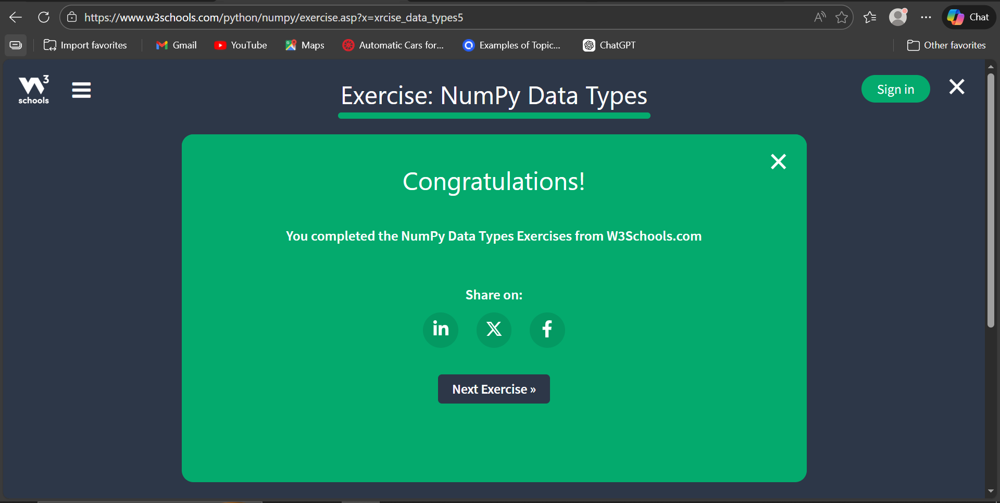 https://www.w3schools.com/python/numpy/exercise.asp?x=xrcise_data_types5
Chat
Import favorites
Gmail
YouTube
Maps
Automatic Cars for...
Examples of Topic...
ChatGPT
Other favorites
W3
schools
Exercise: NumPy Data Types
Sign in
Congratulations!
You completed the NumPy Data Types Exercises from W3Schools.com
Share on:
in
X
f
Next Exercise »